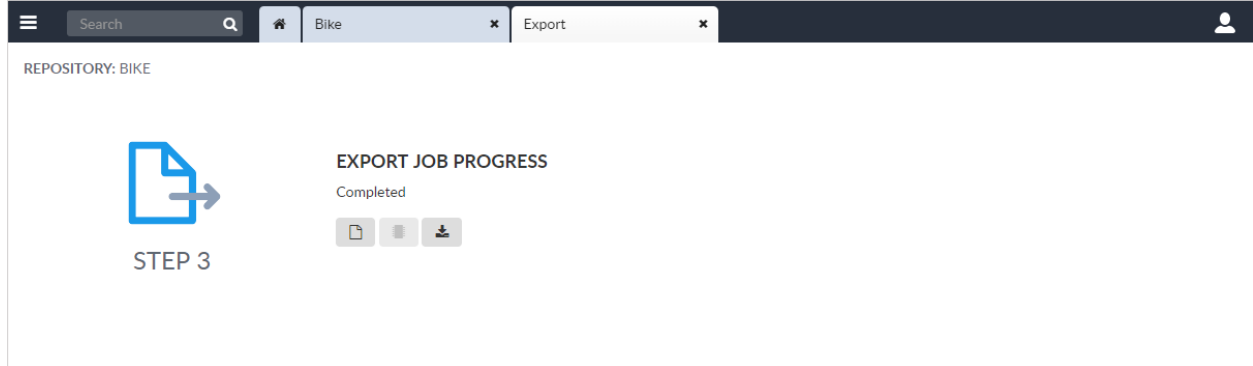 Search
Bike
Export
REPOSITORY: BIKE
EXPORT JOB PROGRESS
Completed
STEP 3